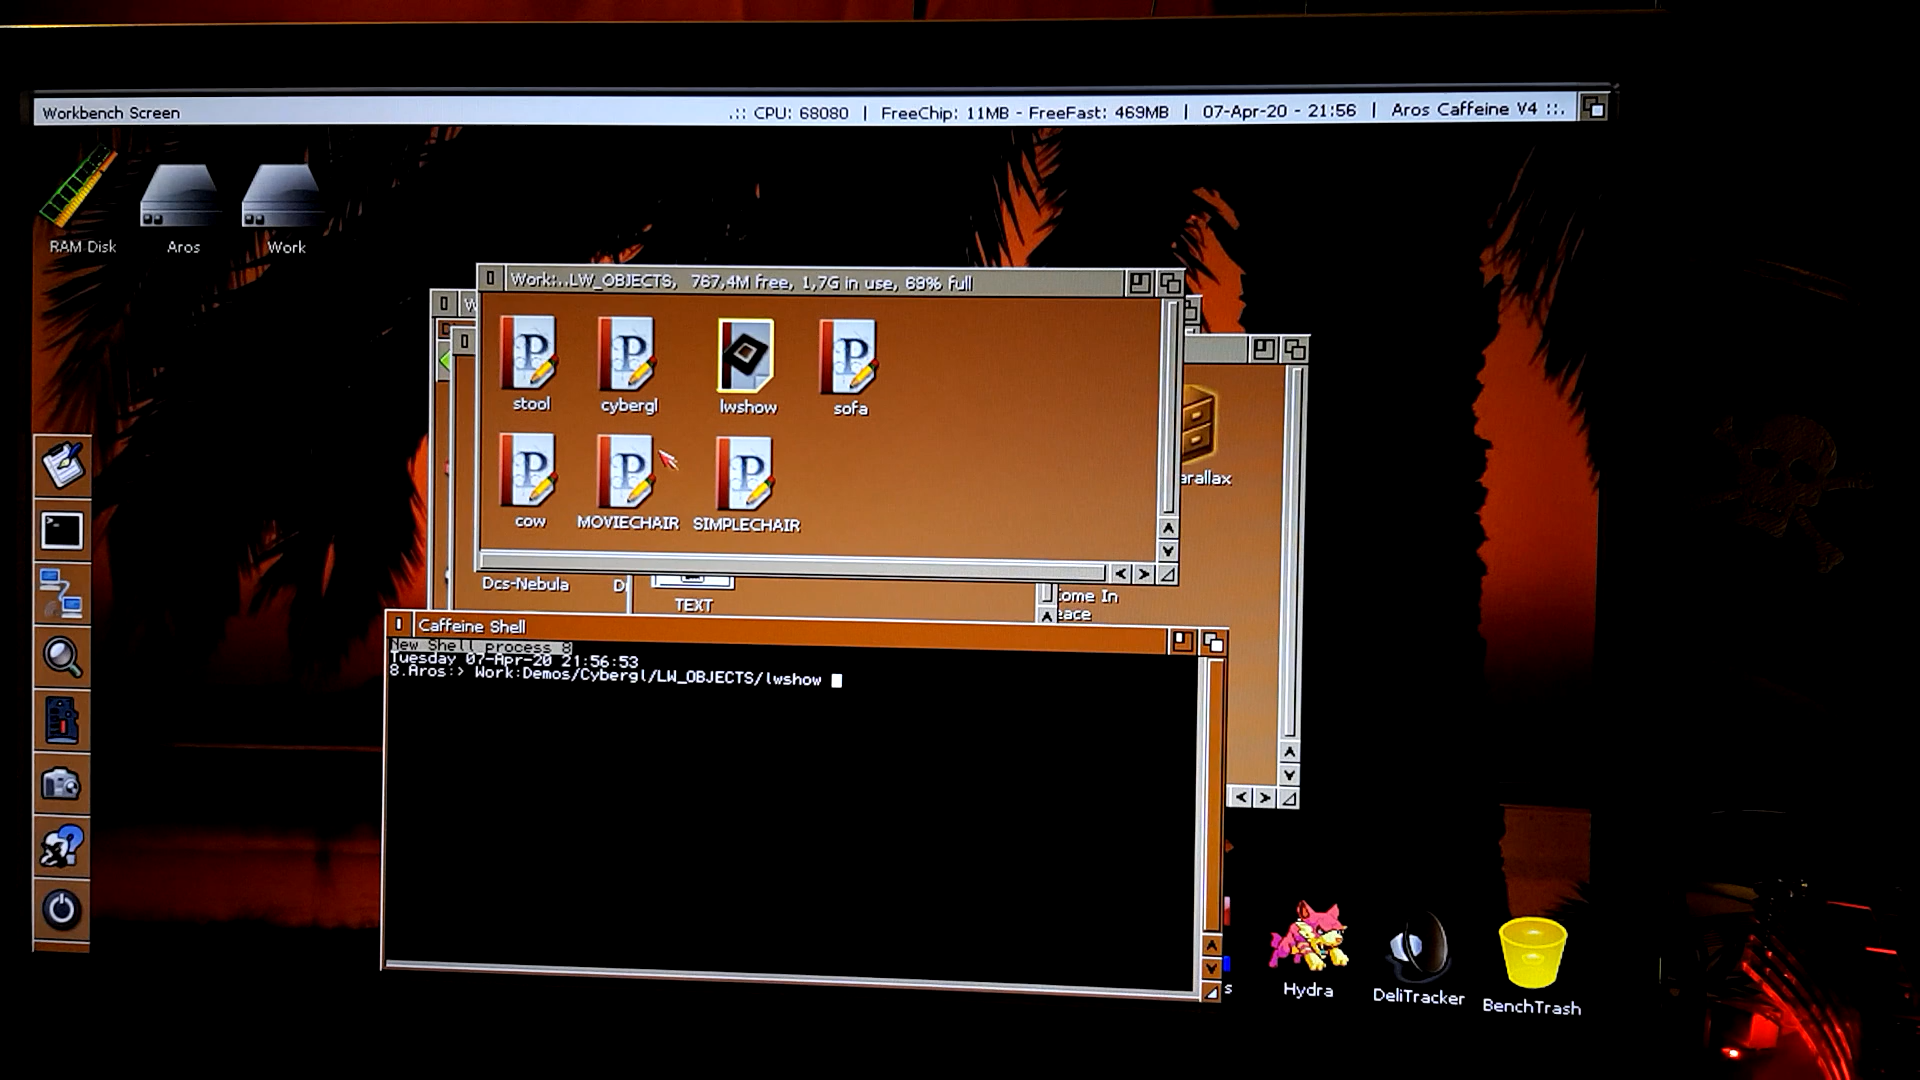 Workbench Screen
.:: CPU: 68080 | FreeChip: 11MB - FreeFast: 469MB | 07-Apr-20 - 21:56 | Aros Caffeine V4 ::.
RAM Disk
Aros
Work
Work:..LW_OBJECTS, 767,4M free, 1,7G in use, 69% full
stool
cybergl
lwshow
sofa
arallax
cow
MOVIECHAIR
SIMPLECHAIR
Dcs-Nebula
TEXT
ome In
eace
Caffeine Shell
New Shell process 8
Tuesday 07-Apr-20 21:56:53
8.Aros:> Work:Demos/Cybergl/LW_OBJECTS/lwshow
Hydra
DeliTracker
BenchTrash